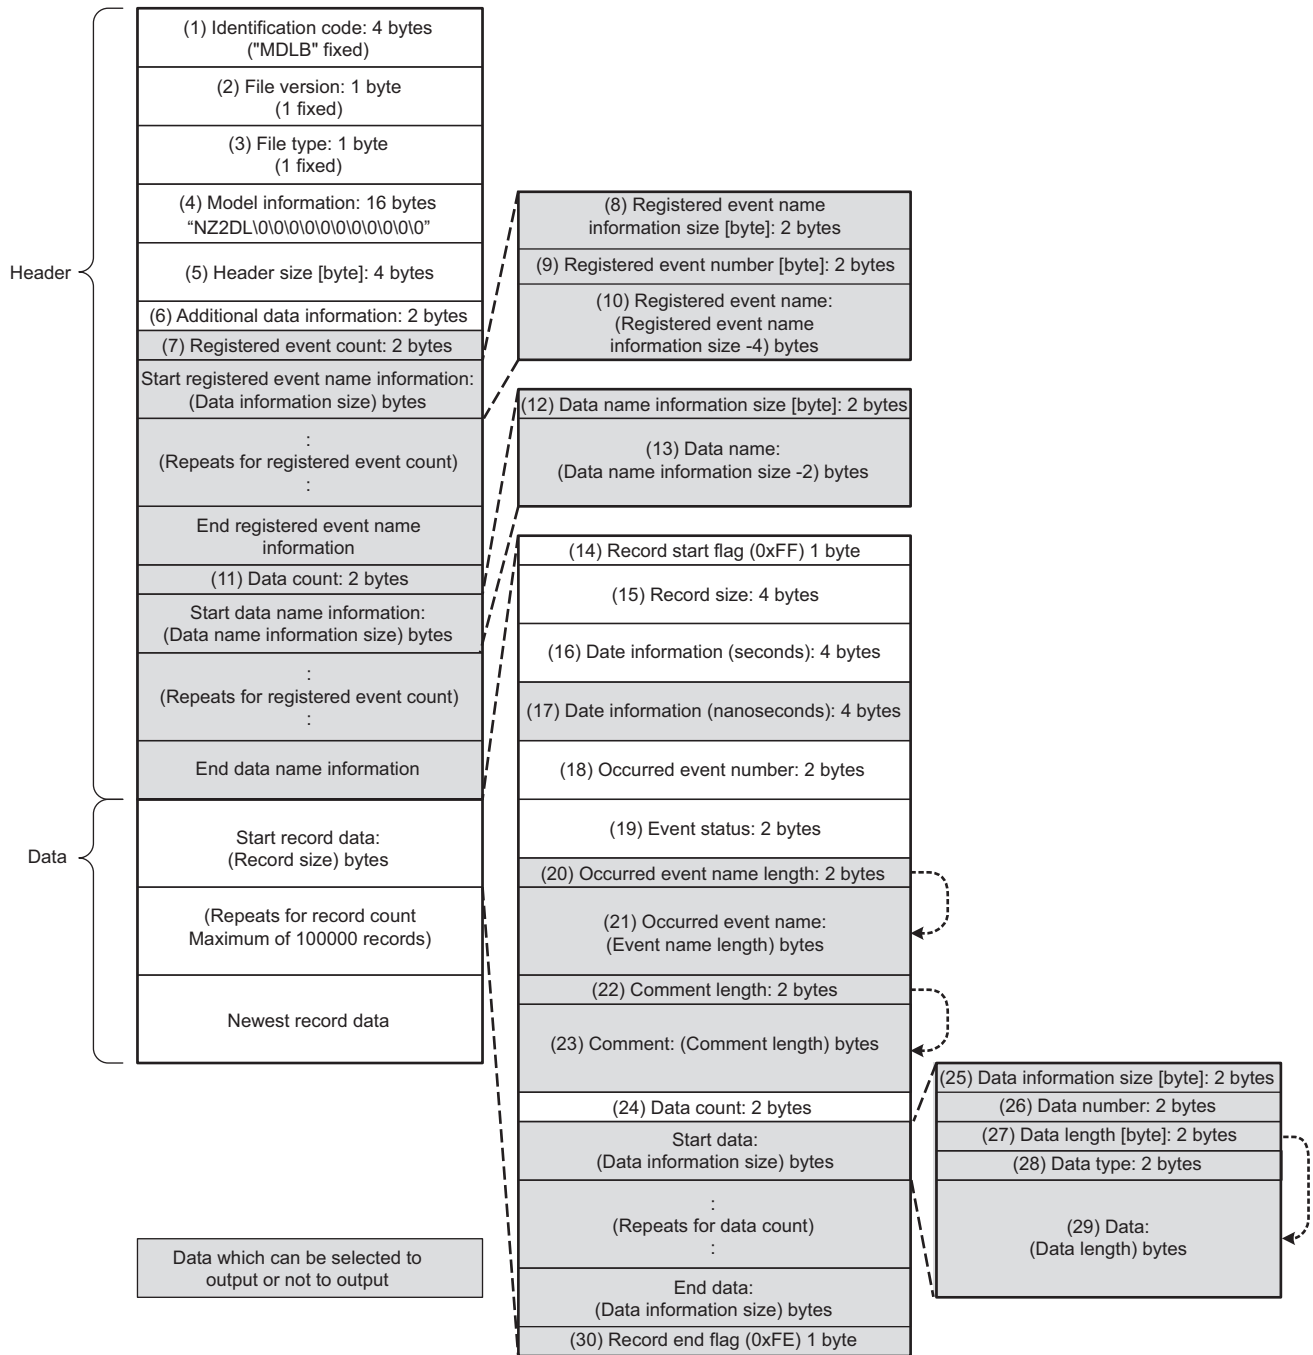 (1) Identification code: 4 bytes
("MDLB" fixed)
(2) File version: 1 byte
(1 fixed)
(3) File type: 1 byte
(1 fixed)
(4) Model information: 16 bytes
“NZ2DL\0\0\0\0\0\0\0\0\0\0\0”
(5) Header size [byte]: 4 bytes
(6) Additional data information: 2 bytes
(7) Registered event count: 2 bytes
Start registered event name information:
(Data information size) bytes
:
(Repeats for registered event count)
:
End registered event name
information
(11) Data count: 2 bytes
Start data name information:
(Data name information size) bytes
:
(Repeats for registered event count)
:
End data name information
Header
Start record data:
(Record size) bytes
(Repeats for record count
Maximum of 100000 records)
Newest record data
Data
Data which can be selected to
output or not to output
(8) Registered event name
information size [byte]: 2 bytes
(9) Registered event number [byte]: 2 bytes
(10) Registered event name:
(Registered event name
information size -4) bytes
(12) Data name information size [byte]: 2 bytes
(13) Data name:
(Data name information size -2) bytes
(14) Record start flag (0xFF) 1 byte
(15) Record size: 4 bytes
(16) Date information (seconds): 4 bytes
(17) Date information (nanoseconds): 4 bytes
(18) Occurred event number: 2 bytes
(19) Event status: 2 bytes
(20) Occurred event name length: 2 bytes
(21) Occurred event name:
(Event name length) bytes
(22) Comment length: 2 bytes
(23) Comment: (Comment length) bytes
(24) Data count: 2 bytes
Start data:
(Data information size) bytes
:
(Repeats for data count)
:
End data:
(Data information size) bytes
(30) Record end flag (0xFE) 1 byte
(25) Data information size [byte]: 2 bytes
(26) Data number: 2 bytes
(27) Data length [byte]: 2 bytes
(28) Data type: 2 bytes
(29) Data:
(Data length) bytes